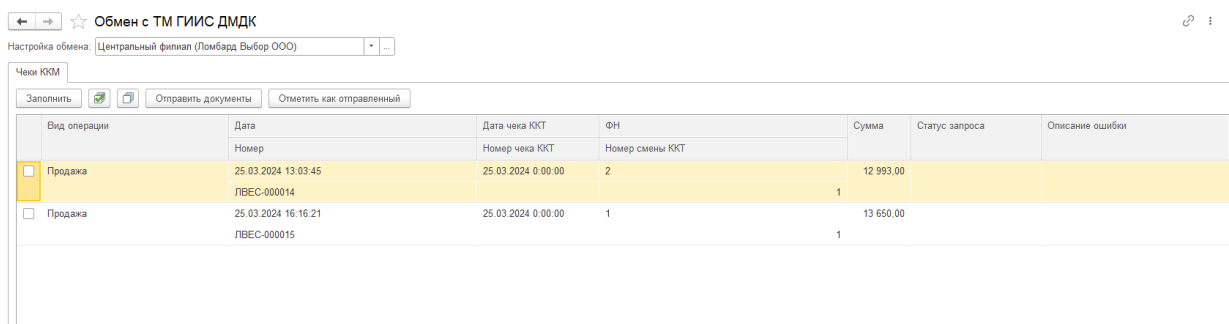 Обмен с ТМ ГИИС ДМДК
Настройка обмена: Центральный филиал (Ломбард Выбор ООО)
Чеки ККМ
Заполнить Отправить документы Отметить как отправленный
Вид операции Дата Дата чека ККТ ФН Сумма Статус запроса Описание ошибки
Номер Номер чека ККТ Номер смены ККТ
Продажа 25.03.2024 13:03:45 25.03.2024 0:00:00 2 12 993,00
ЛВЕС-000014 1
Продажа 25.03.2024 16:16:21 25.03.2024 0:00:00 1 13 650,00
ЛВЕС-000015 1